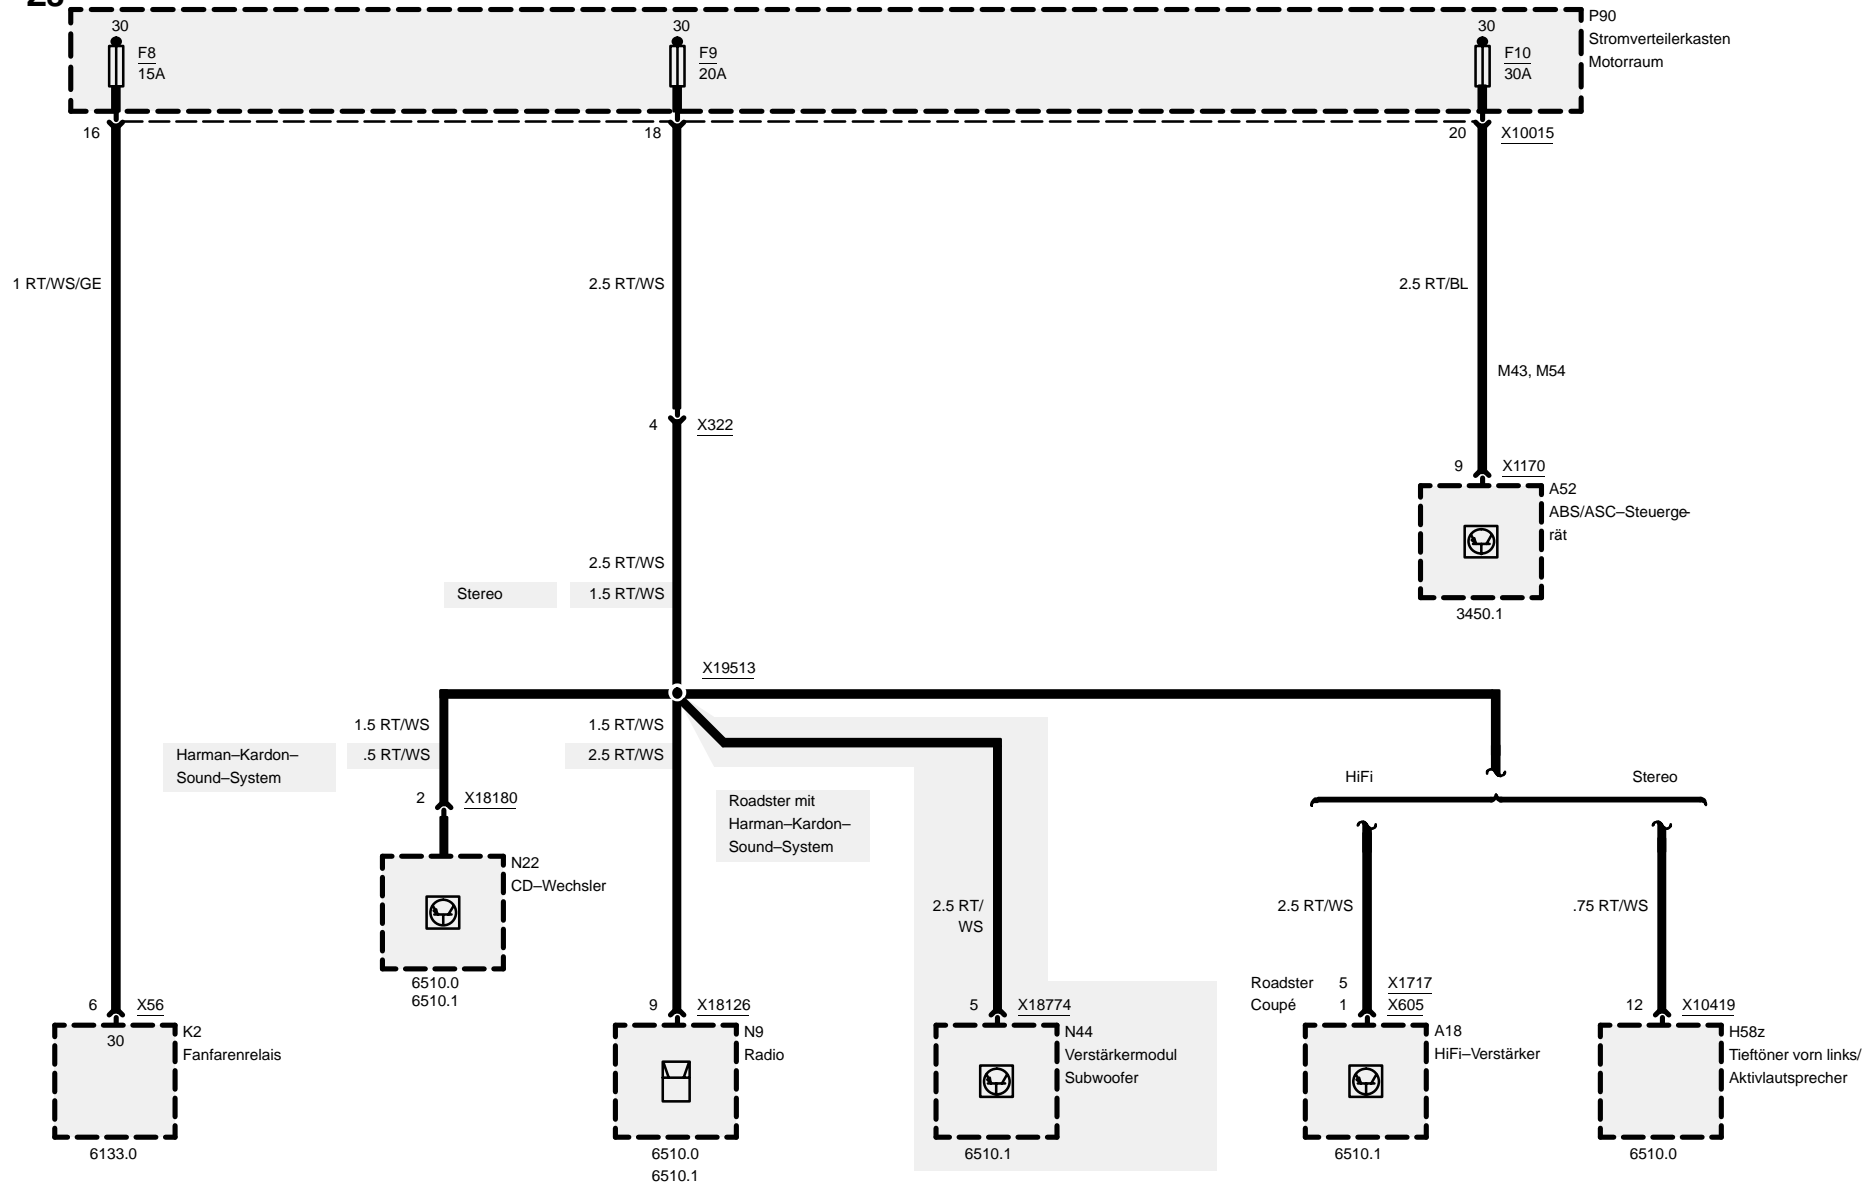 30
30
30
P90
Stromverteilerkasten
Motorraum
F8
15A
F9
20A
F10
30A
16
18
20
X10015
1 RT/WS/GE
2.5 RT/WS
2.5 RT/BL
M43, M54
4
X322
9
X1170
A52
ABS/ASC–Steuerge-
rät
3450.1
2.5 RT/WS
Stereo
1.5 RT/WS
X19513
1.5 RT/WS
1.5 RT/WS
Harman–Kardon–
Sound–System
.5 RT/WS
2.5 RT/WS
HiFi
Stereo
2
X18180
Roadster mit
Harman–Kardon–
Sound–System
N22
CD–Wechsler
6510.0
6510.1
2.5 RT/
WS
2.5 RT/WS
.75 RT/WS
6
X56
K2
Fanfarenrelais
30
6133.0
9
X18126
N9
Radio
6510.0
6510.1
5
X18774
N44
Verstärkermodul
Subwoofer
6510.1
Roadster
5
X1717
Coupé
1
X605
A18
HiFi–Verstärker
6510.1
12
X10419
H58z
Tieftöner vorn links/
Aktivlautsprecher
6510.0